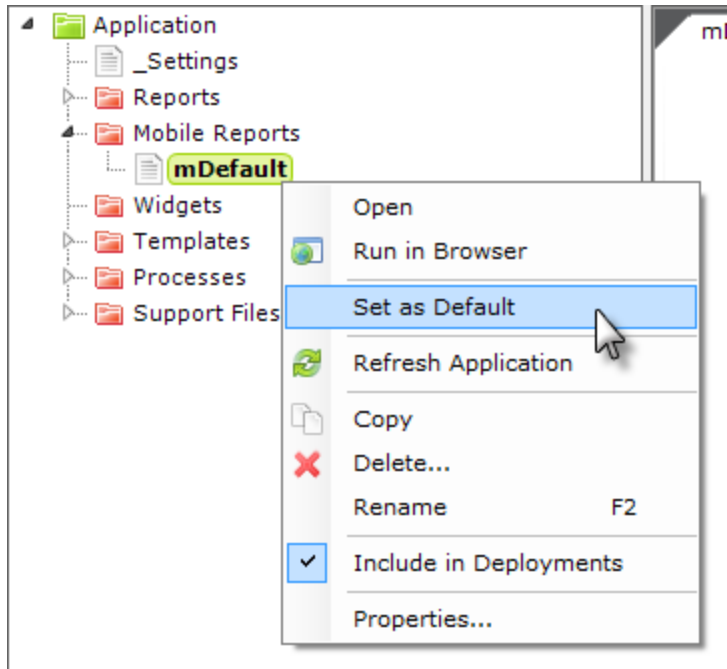 Application
_Settings
Reports
Mobile Reports
mDefault
Widgets
Templates
Processes
Support Files
Open
Run in Browser
Set as Default
Refresh Application
Copy
Delete...
Rename F2
Include in Deployments
Properties...